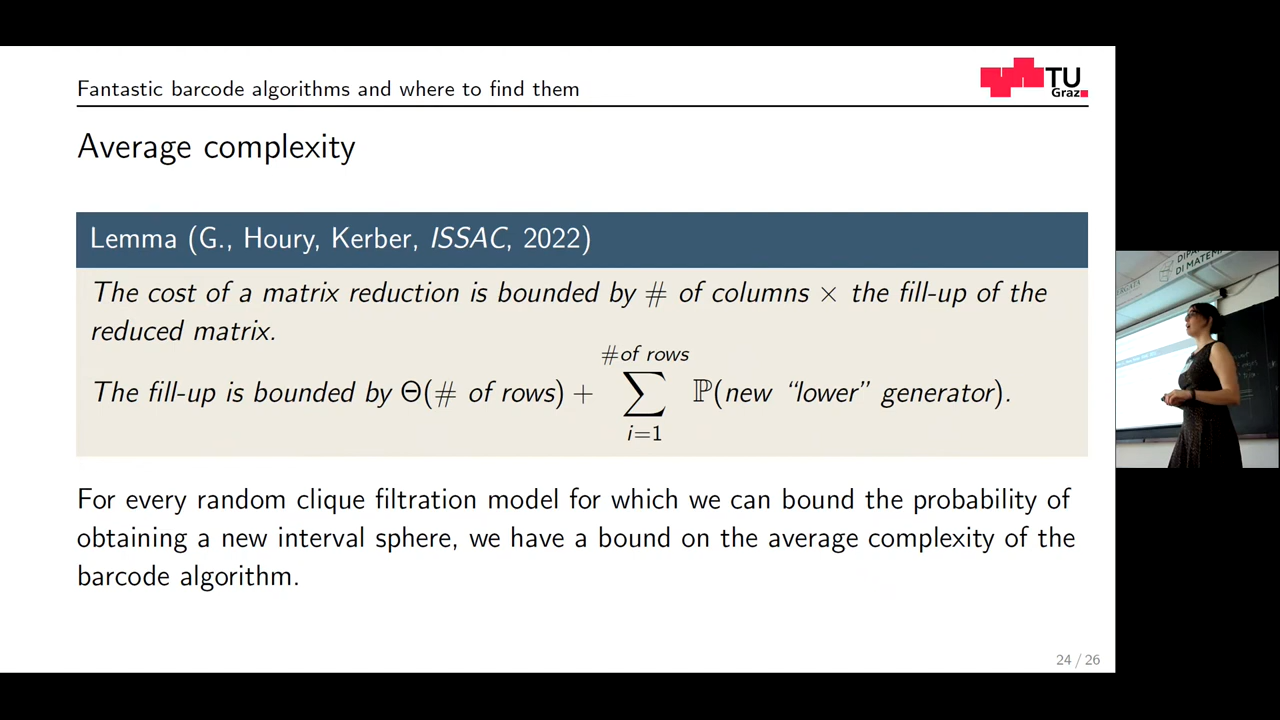 Fantastic barcode algorithms and where to find them
TU
Graz
Average complexity
Lemma (G., Houry, Kerber, ISSAC, 2022)
The cost of a matrix reduction is bounded by # of columns × the fill-up of the
reduced matrix.
#of rows
The fill-up is bounded by Θ(# of rows) + ∑ ℙ(new “lower” generator).
i=1
For every random clique filtration model for which we can bound the probability of
obtaining a new interval sphere, we have a bound on the average complexity of the
barcode algorithm.
24 / 26
DI MATEM